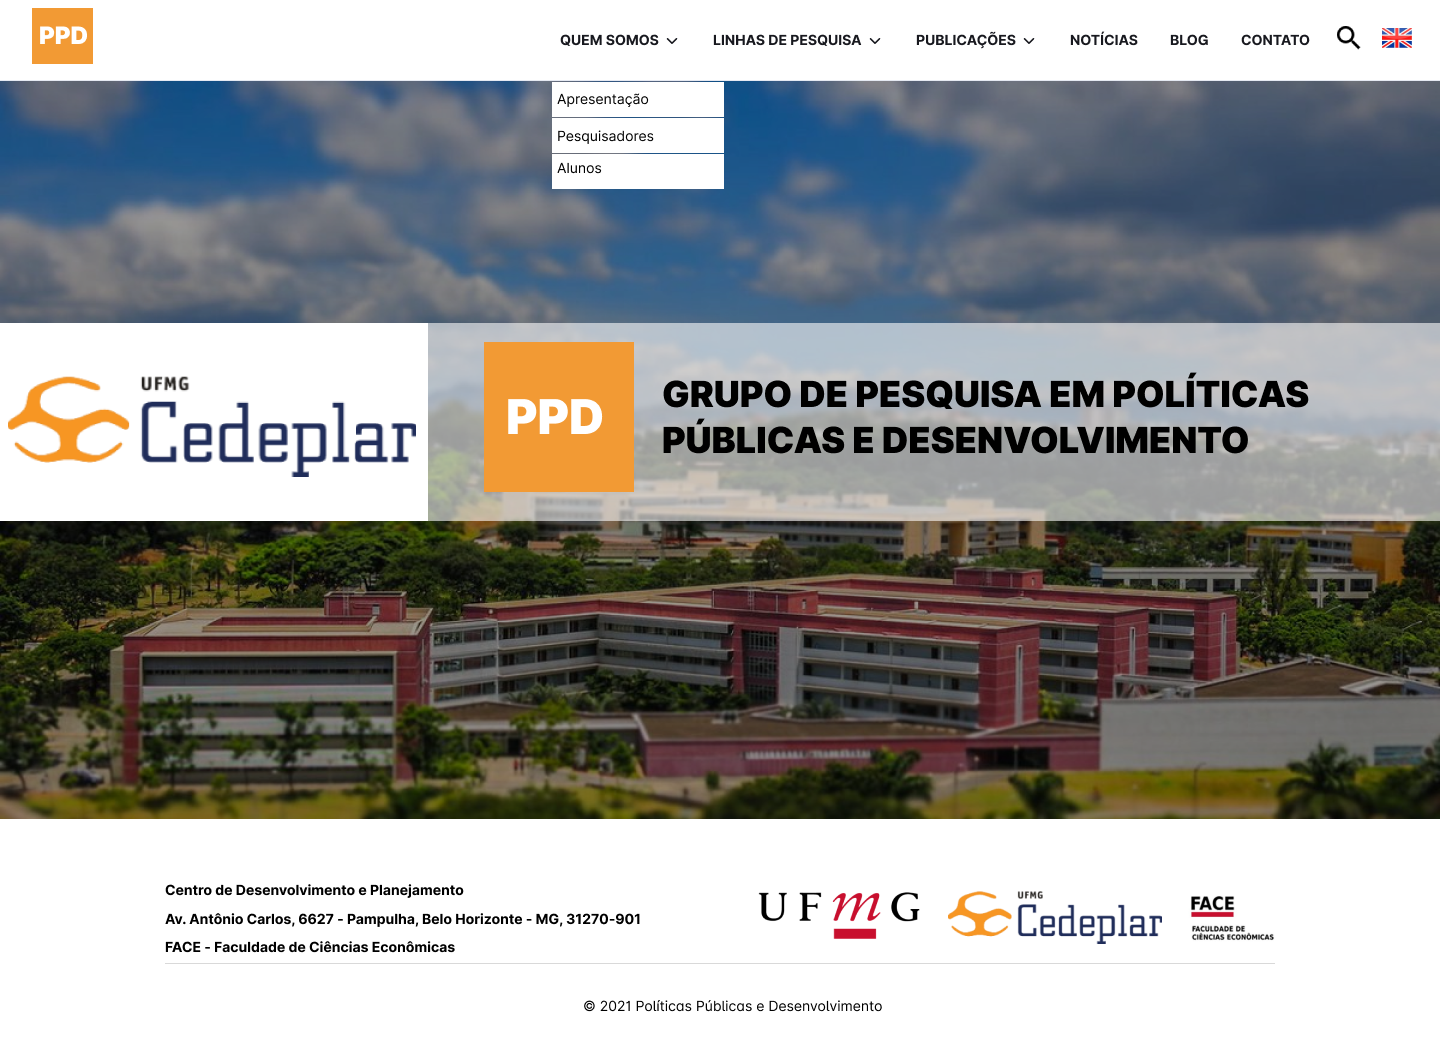 PPD
QUEM SOMOS
LINHAS DE PESQUISA
PUBLICAÇÕES
NOTÍCIAS
BLOG
CONTATO
Apresentação
Pesquisadores
Alunos
UFMG
Cedeplar
PPD
GRUPO DE PESQUISA EM POLÍTICAS
PÚBLICAS E DESENVOLVIMENTO
Centro de Desenvolvimento e Planejamento
Av. Antônio Carlos, 6627 - Pampulha, Belo Horizonte - MG, 31270-901
FACE - Faculdade de Ciências Econômicas
UFmG
UFMG
Cedeplar
FACE
FACULDADE DE
CIÊNCIAS ECONÔMICAS
© 2021 Políticas Públicas e Desenvolvimento